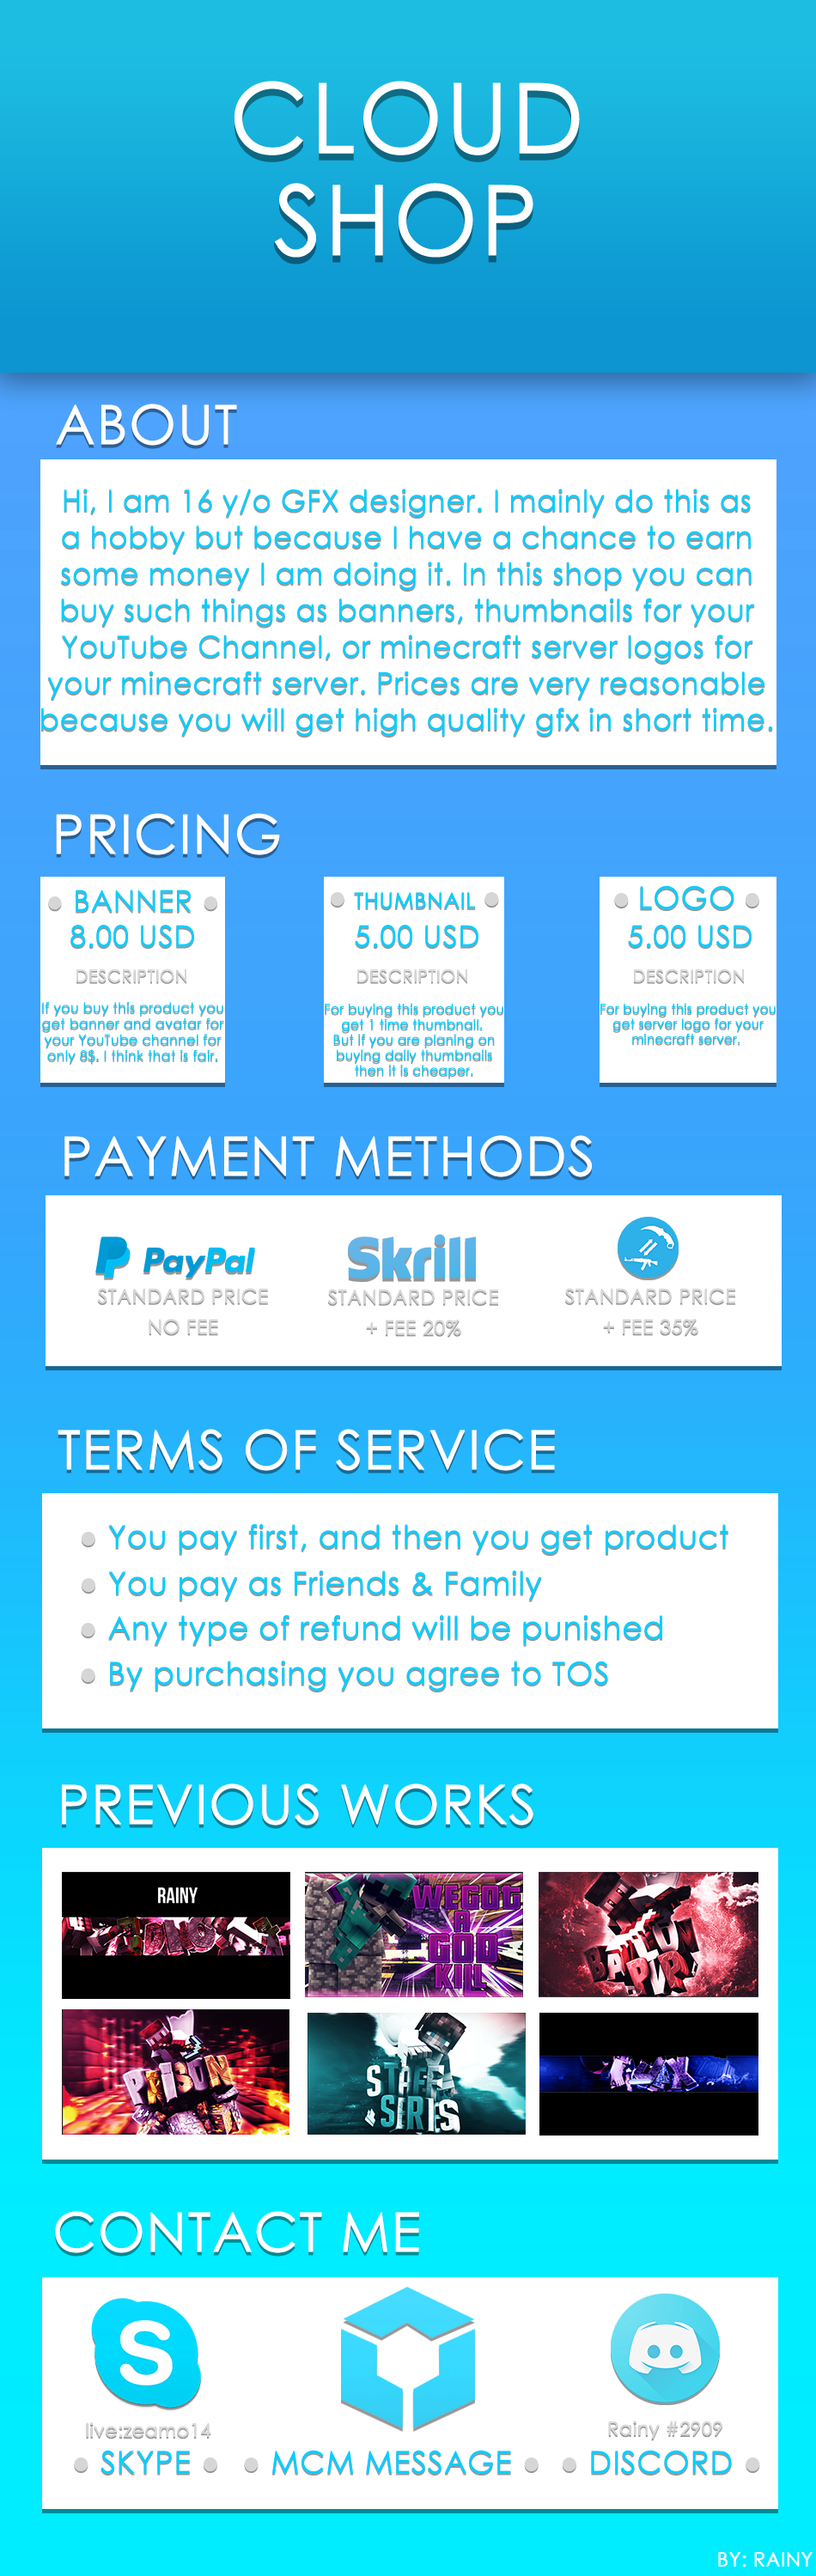 CLOUD
SHOP
ABOUT
Hi, I am 16 y/o GFX designer. I mainly do this as
a hobby but because I have a chance to earn
some money I am doing it. In this shop you can
buy such things as banners, thumbnails for your
YouTube Channel, or minecraft server logos for
your minecraft server. Prices are very reasonable
because you will get high quality gfx in short time.
PRICING
BANNER
8.00 USD
DESCRIPTION
If you buy this product you
get banner and avatar for
your YouTube channel for
only 8$. I think that is fair.
THUMBNAIL
5.00 USD
DESCRIPTION
For buying this product you
get 1 time thumbnail.
But if you are planing on
buying daily thumbnails
then it is cheaper.
LOGO
5.00 USD
DESCRIPTION
For buying this product you
get server logo for your
minecraft server.
PAYMENT METHODS
PayPal
STANDARD PRICE
NO FEE
Skrill
STANDARD PRICE
+ FEE 20%
STANDARD PRICE
+ FEE 35%
TERMS OF SERVICE
You pay first, and then you get product
You pay as Friends & Family
Any type of refund will be punished
By purchasing you agree to TOS
PREVIOUS WORKS
RAINY
WE GOT
A
GOD
KILL
PRISON
STAFF
SERIES
CONTACT ME
live:zeamo14
SKYPE
MCM MESSAGE
Rainy #2909
DISCORD
BY: RAINY